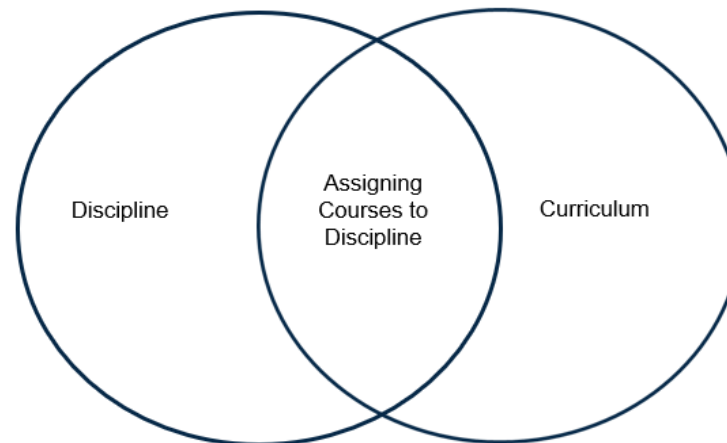 Discipline
Assigning
Courses to
Discipline
Curriculum